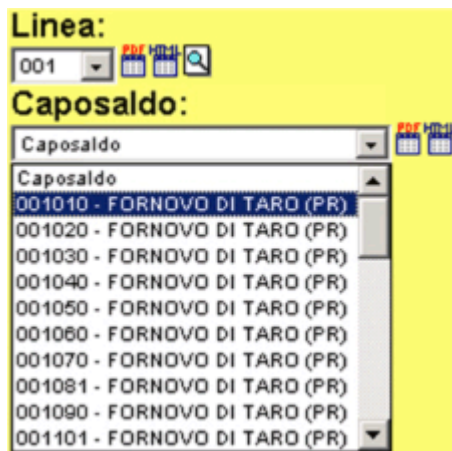 Linea:
001 PDF HTML
Caposaldo:
Caposaldo PDF HTML
Caposaldo
001010 - FORNOVO DI TARO (PR)
001020 - FORNOVO DI TARO (PR)
001030 - FORNOVO DI TARO (PR)
001040 - FORNOVO DI TARO (PR)
001050 - FORNOVO DI TARO (PR)
001060 - FORNOVO DI TARO (PR)
001070 - FORNOVO DI TARO (PR)
001081 - FORNOVO DI TARO (PR)
001090 - FORNOVO DI TARO (PR)
001101 - FORNOVO DI TARO (PR)